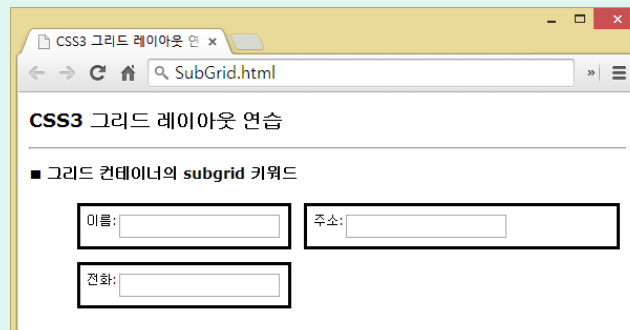 CSS3 그리드 레이아웃 연
SubGrid.html
CSS3 그리드 레이아웃 연습
■ 그리드 컨테이너의 subgrid 키워드
이름: 주소:
전화: